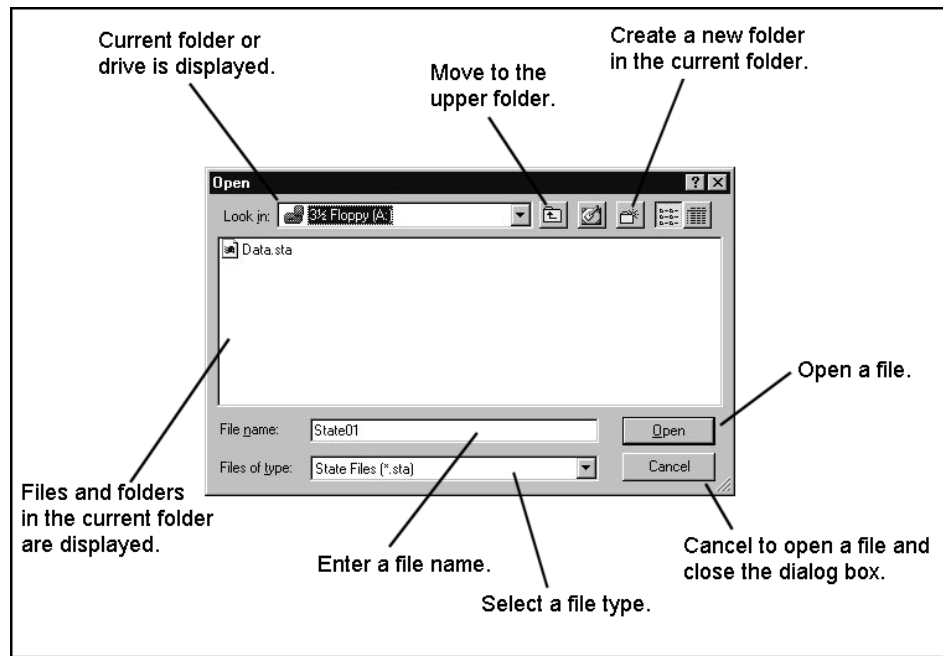 Current folder or
drive is displayed.
Move to the
upper folder.
Create a new folder
in the current folder.
Open
Look in: 3½ Floppy (A:)
Data.sta
File name: State01
Open
Files of type: State Files (*.sta)
Cancel
Open a file.
Files and folders
in the current folder
are displayed.
Enter a file name.
Select a file type.
Cancel to open a file and
close the dialog box.